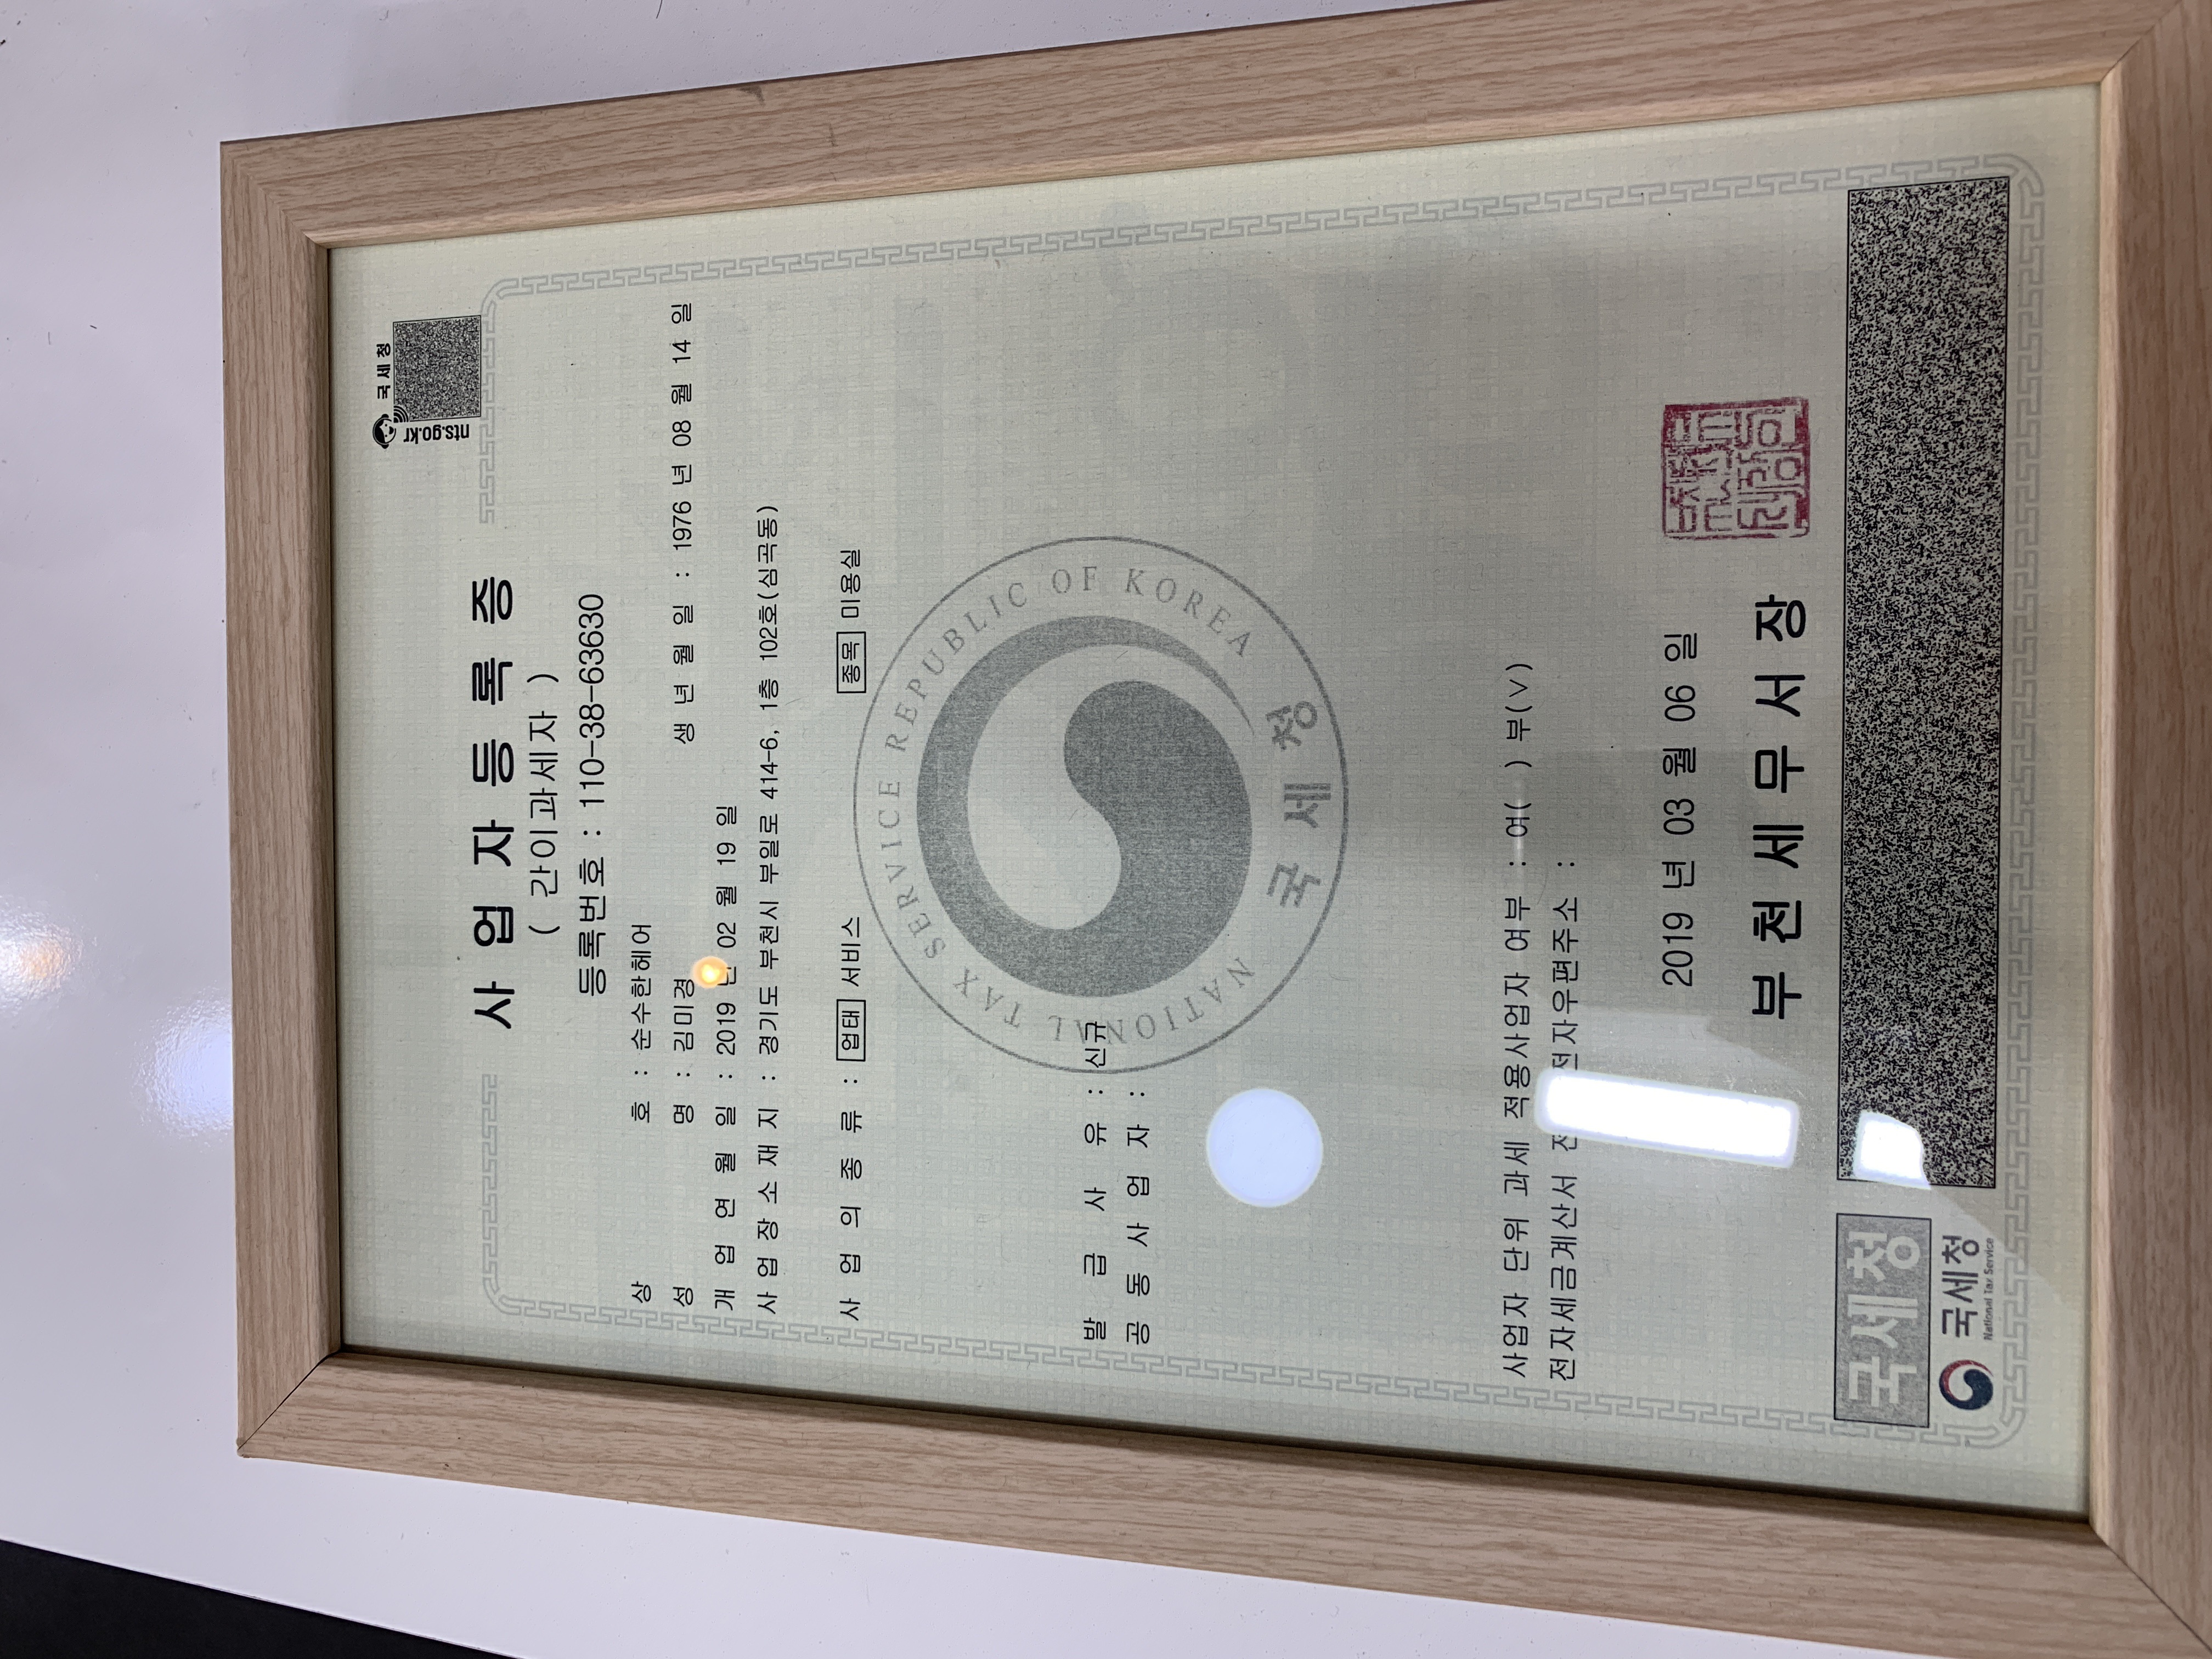 국세청
nts.go.kr
사업자등록증
( 간이과세자 )
등록번호 : 110-38-63630
상 호 : 순수한헤어
성 명 : 김미경 생 년 월 일 : 1976 년 08 월 14 일
개 업 연 월 일 : 2019 년 02 월 19 일
사 업 장 소 재 지 : 경기도 부천시 부일로 414-6, 1층 102호(심곡동)
사 업 의 종 류 : 업태 서비스 종목 미용실
NATIONAL TAX SERVICE REPUBLIC OF KOREA
국세청
발 급 사 유 : 신규
공 동 사 업 자 :
사업자 단위 과세 적용사업자 여부 : 여( ) 부(∨)
전자세금계산서 전자우편주소 :
2019 년 03 월 06 일
부천세무서장
국세청
국세청
National Tax Service